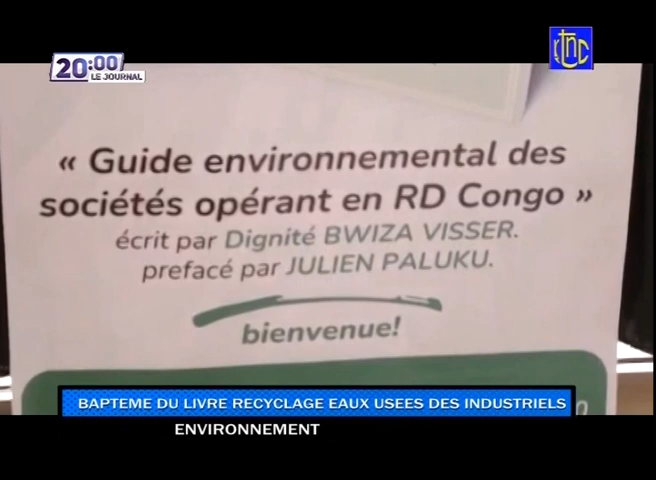 20:00
LE JOURNAL
rtnc
« Guide environnemental des
sociétés opérant en RD Congo »
écrit par Dignité BWIZA VISSER.
prefacé par JULIEN PALUKU.
bienvenue!
BAPTEME DU LIVRE RECYCLAGE EAUX USEES DES INDUSTRIELS
ENVIRONNEMENT